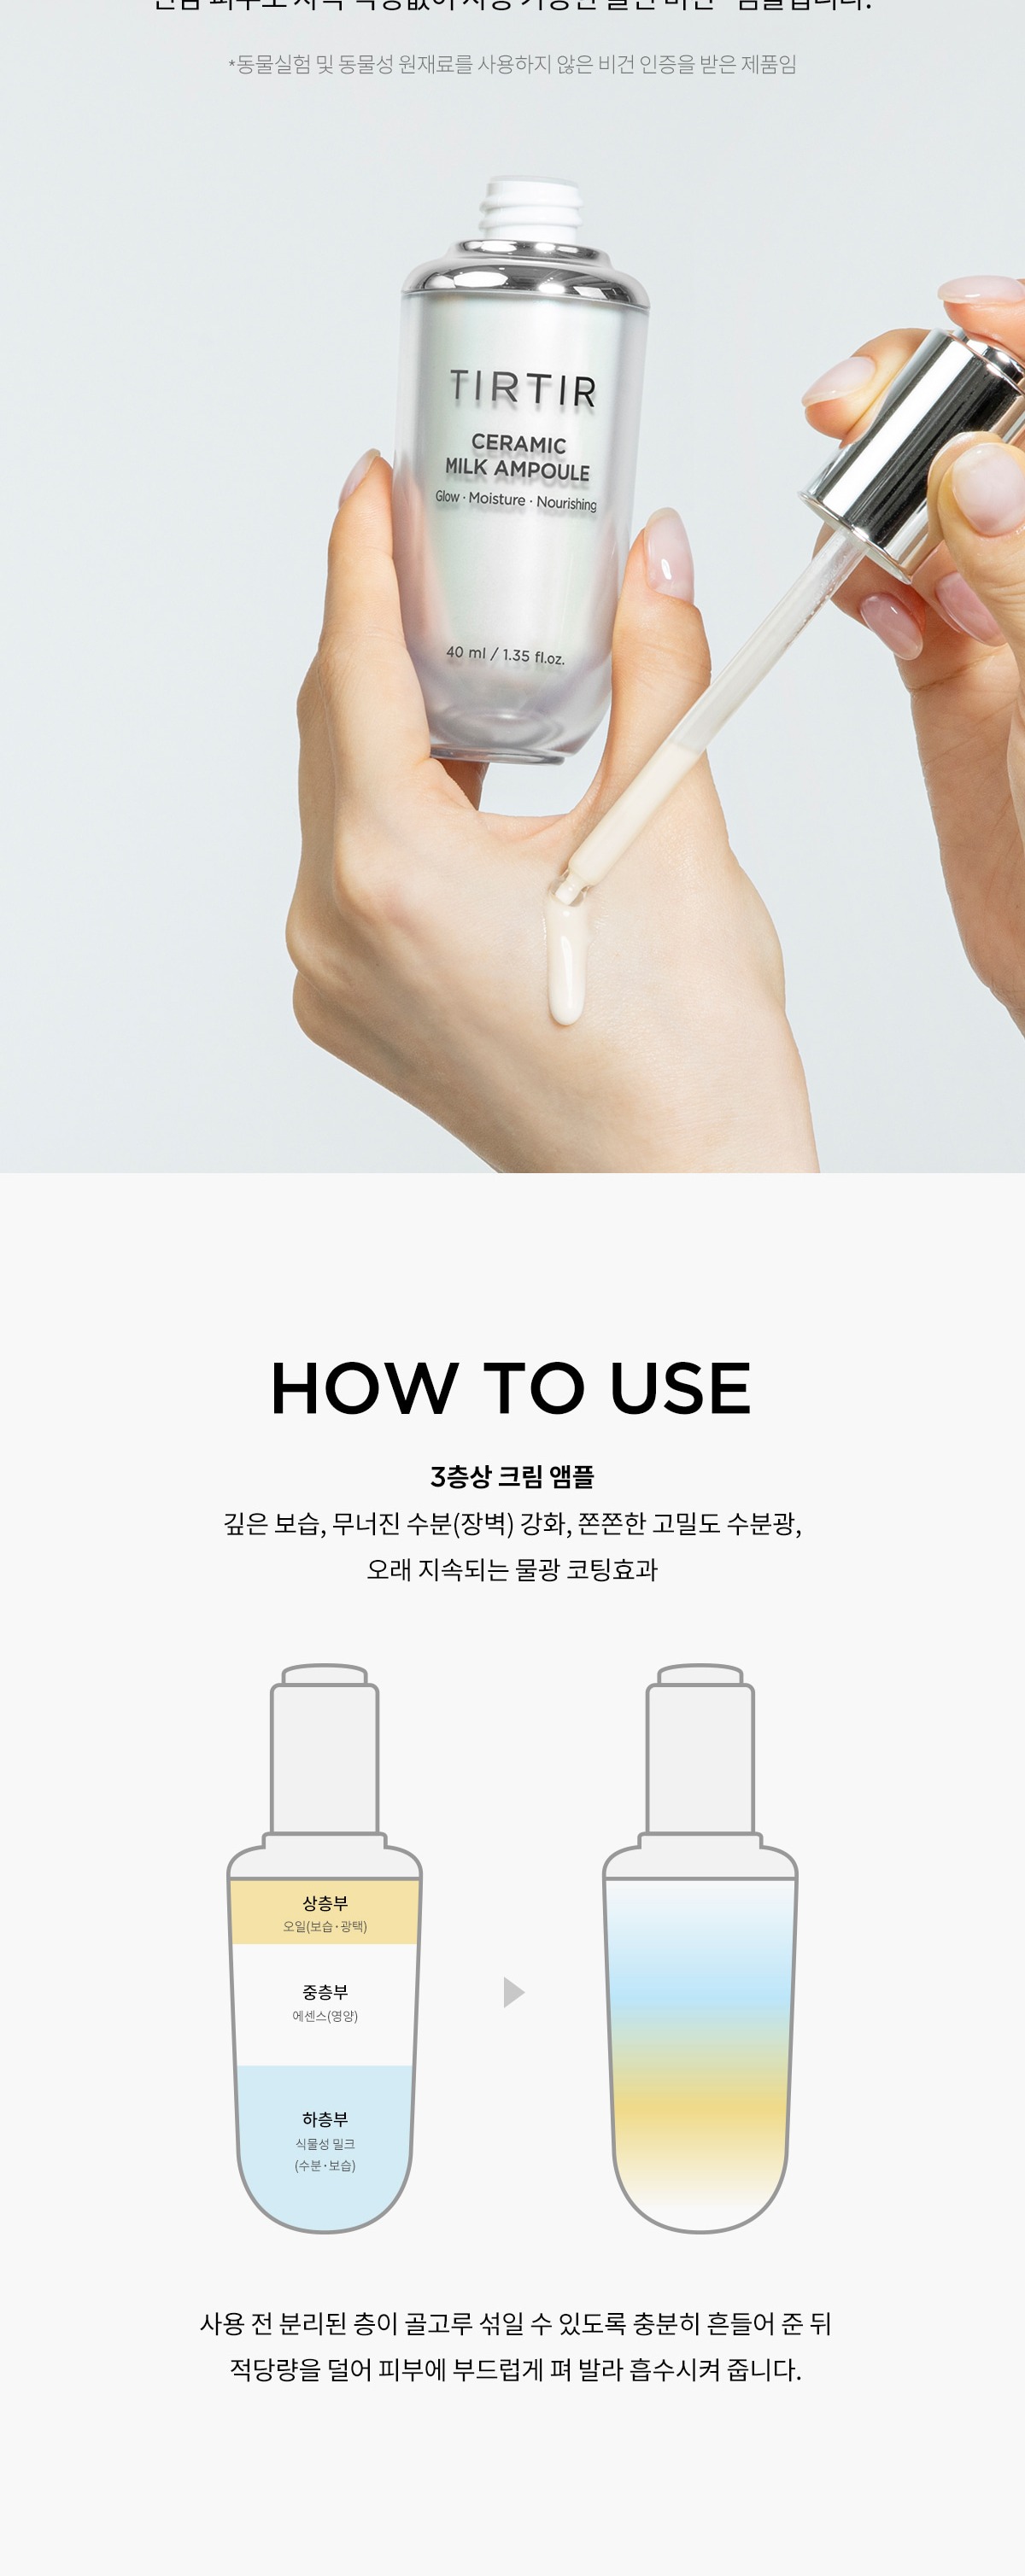 *동물실험 및 동물성 원재료를 사용하지 않은 비건 인증을 받은 제품임
TIRTIR
CERAMIC
MILK AMPOULE
Glow · Moisture · Nourishing
40 ml / 1.35 fl.oz.
HOW TO USE
3층상 크림 앰플
깊은 보습, 무너진 수분(장벽) 강화, 쫀쫀한 고밀도 수분광,
오래 지속되는 물광 코팅효과
상층부
오일(보습·광택)
중층부
에센스(영양)
하층부
식물성 밀크
(수분·보습)
사용 전 분리된 층이 골고루 섞일 수 있도록 충분히 흔들어 준 뒤
적당량을 덜어 피부에 부드럽게 펴 발라 흡수시켜 줍니다.